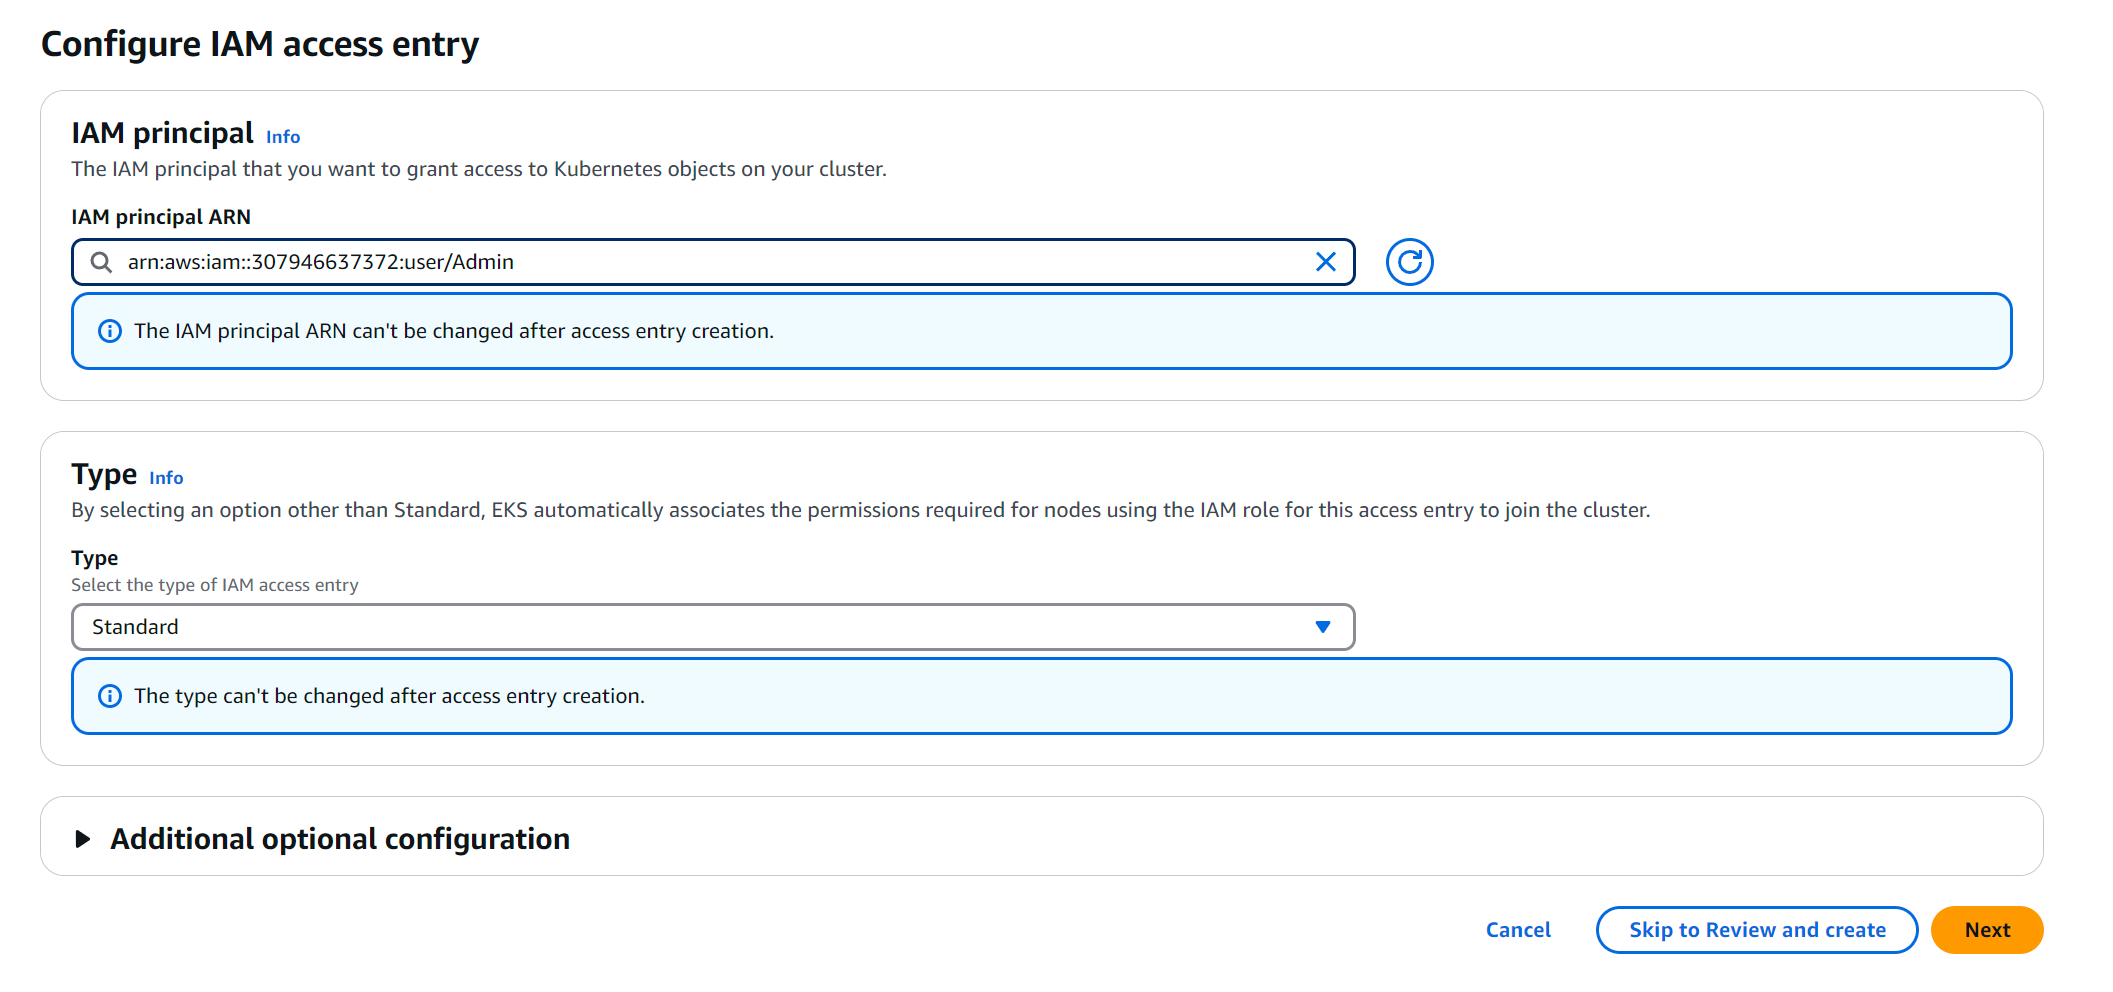 Configure IAM access entry
IAM principal Info
The IAM principal that you want to grant access to Kubernetes objects on your cluster.
IAM principal ARN
arn:aws:iam::307946637372:user/Admin
The IAM principal ARN can't be changed after access entry creation.
Type Info
By selecting an option other than Standard, EKS automatically associates the permissions required for nodes using the IAM role for this access entry to join the cluster.
Type
Select the type of IAM access entry
Standard
The type can't be changed after access entry creation.
Additional optional configuration
Cancel Skip to Review and create Next